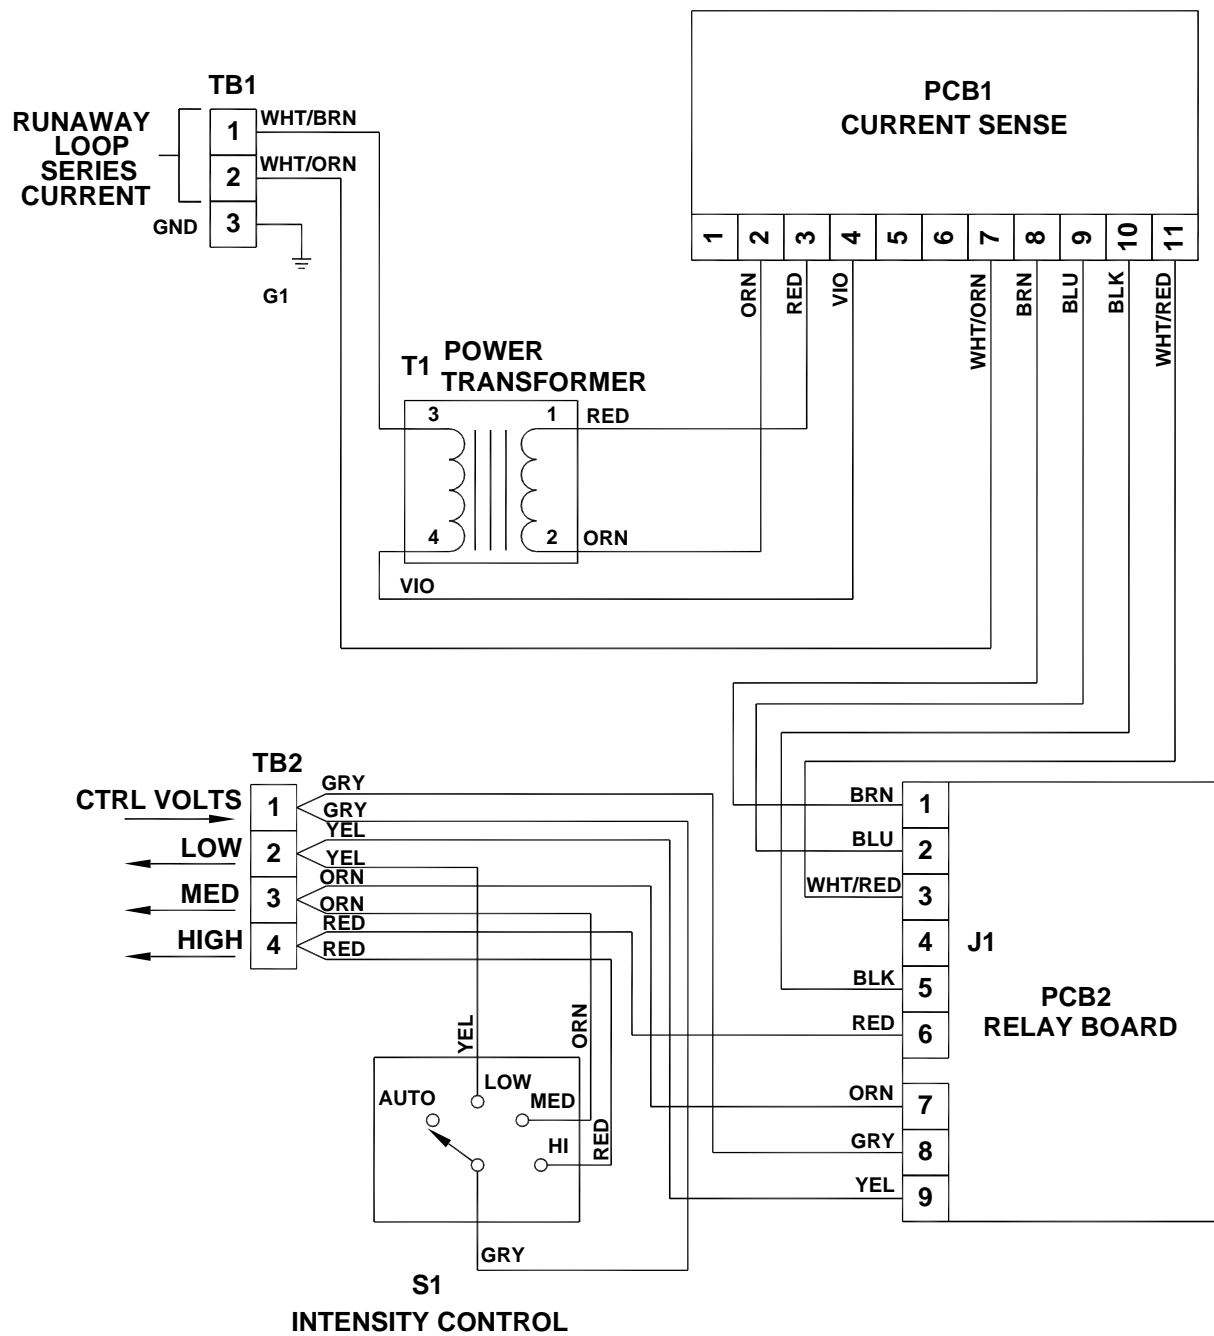 TB1
RUNAWAY
LOOP
SERIES
CURRENT
1
2
3
WHT/BRN
WHT/ORN
GND
G1
PCB1
CURRENT SENSE
1
2
3
4
5
6
7
8
9
10
11
ORN
RED
VIO
WHT/ORN
BRN
BLU
BLK
WHT/RED
T1
POWER
TRANSFORMER
3
1
4
2
RED
ORN
VIO
TB2
CTRL VOLTS
LOW
MED
HIGH
1
2
3
4
GRY
GRY
YEL
YEL
ORN
ORN
RED
RED
YEL
ORN
RED
AUTO
LOW
MED
HI
GRY
S1
INTENSITY CONTROL
BRN
BLU
WHT/RED
BLK
RED
ORN
GRY
YEL
1
2
3
4
5
6
7
8
9
J1
PCB2
RELAY BOARD